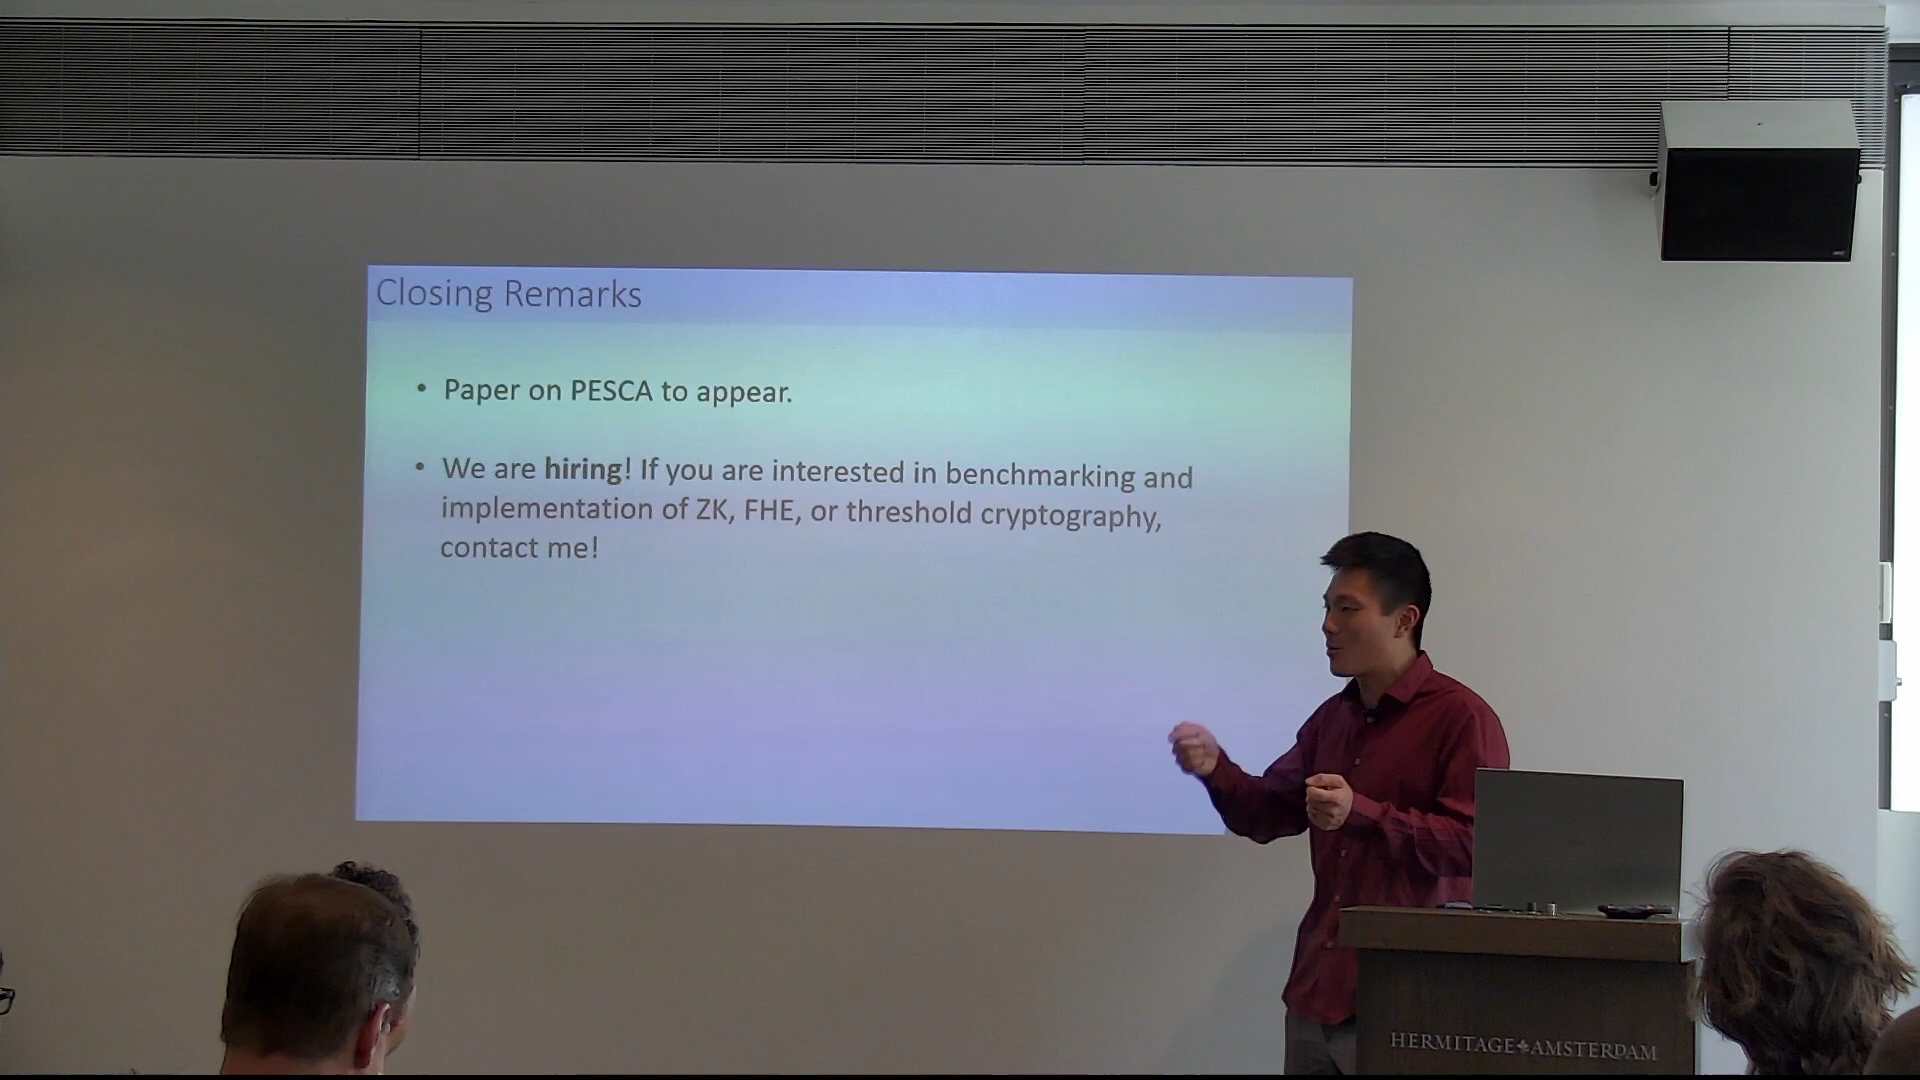 Closing Remarks
• Paper on PESCA to appear.
• We are hiring! If you are interested in benchmarking and
implementation of ZK, FHE, or threshold cryptography,
contact me!
HERMITAGE AMSTERDAM